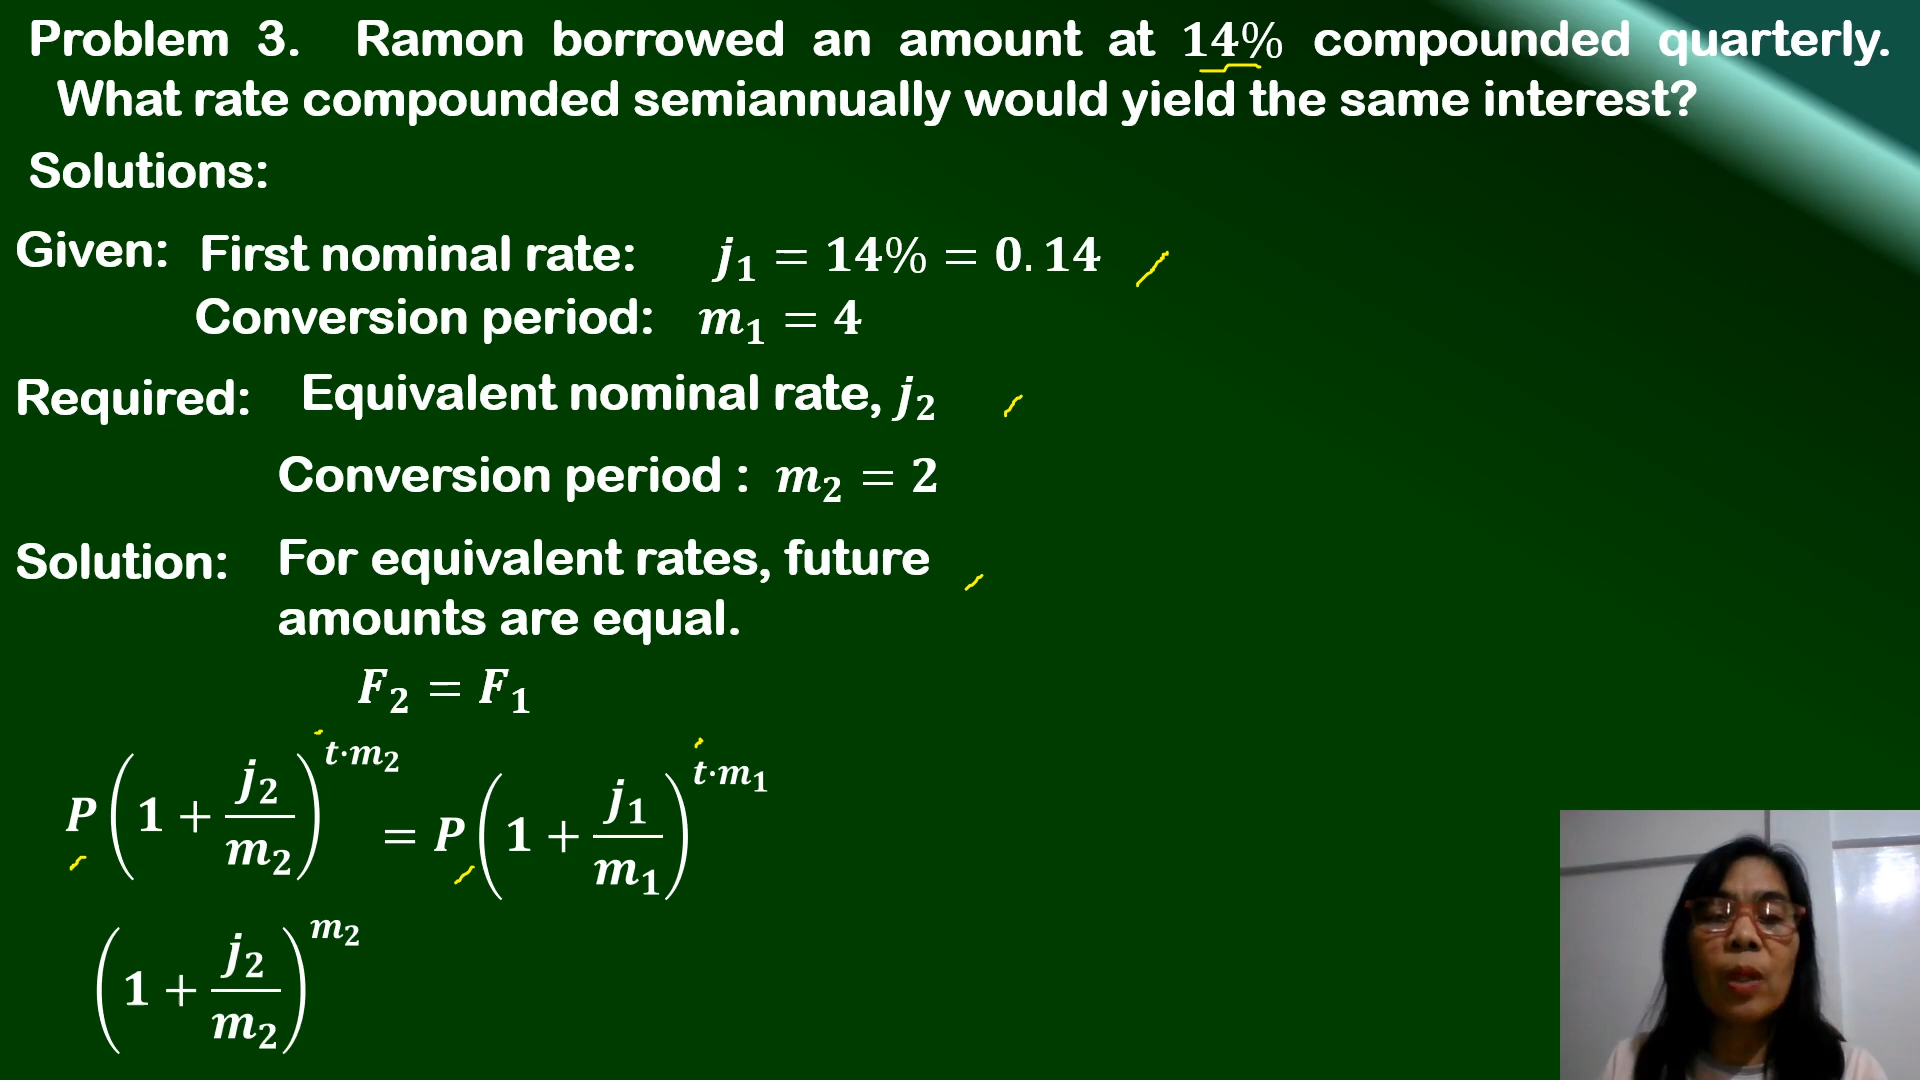 Problem 3. Ramon borrowed an amount at 14% compounded quarterly.
What rate compounded semiannually would yield the same interest?
Solutions:
Given: First nominal rate: j₁ = 14% = 0.14
Conversion period: m₁ = 4
Required: Equivalent nominal rate, j₂
Conversion period : m₂ = 2
Solution: For equivalent rates, future
amounts are equal.
F₂ = F₁
P(1 + j₂/m₂)^(t·m₂) = P(1 + j₁/m₁)^(t·m₁)
(1 + j₂/m₂)^(m₂)